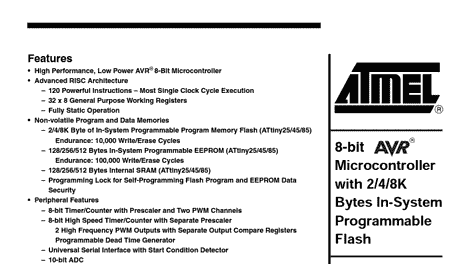 Features
• High Performance, Low Power AVR® 8-Bit Microcontroller
• Advanced RISC Architecture
– 120 Powerful Instructions – Most Single Clock Cycle Execution
– 32 x 8 General Purpose Working Registers
– Fully Static Operation
• Non-volatile Program and Data Memories
– 2/4/8K Byte of In-System Programmable Program Memory Flash (ATtiny25/45/85)
Endurance: 10,000 Write/Erase Cycles
– 128/256/512 Bytes In-System Programmable EEPROM (ATtiny25/45/85)
Endurance: 100,000 Write/Erase Cycles
– 128/256/512 Bytes Internal SRAM (ATtiny25/45/85)
– Programming Lock for Self-Programming Flash Program and EEPROM Data
Security
• Peripheral Features
– 8-bit Timer/Counter with Prescaler and Two PWM Channels
– 8-bit High Speed Timer/Counter with Separate Prescaler
2 High Frequency PWM Outputs with Separate Output Compare Registers
Programmable Dead Time Generator
– Universal Serial Interface with Start Condition Detector
– 10-bit ADC
ATMEL®
8-bit AVR®
Microcontroller
with 2/4/8K
Bytes In-System
Programmable
Flash